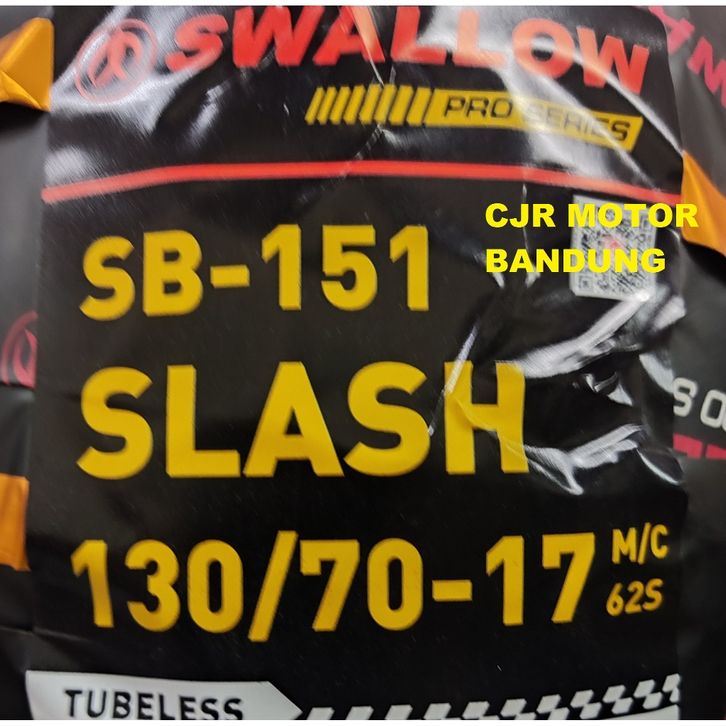 SWALLOW
PRO SERIES
CJR MOTOR
BANDUNG
SB-151
SLASH
130/70-17 M/C
62S
TUBELESS